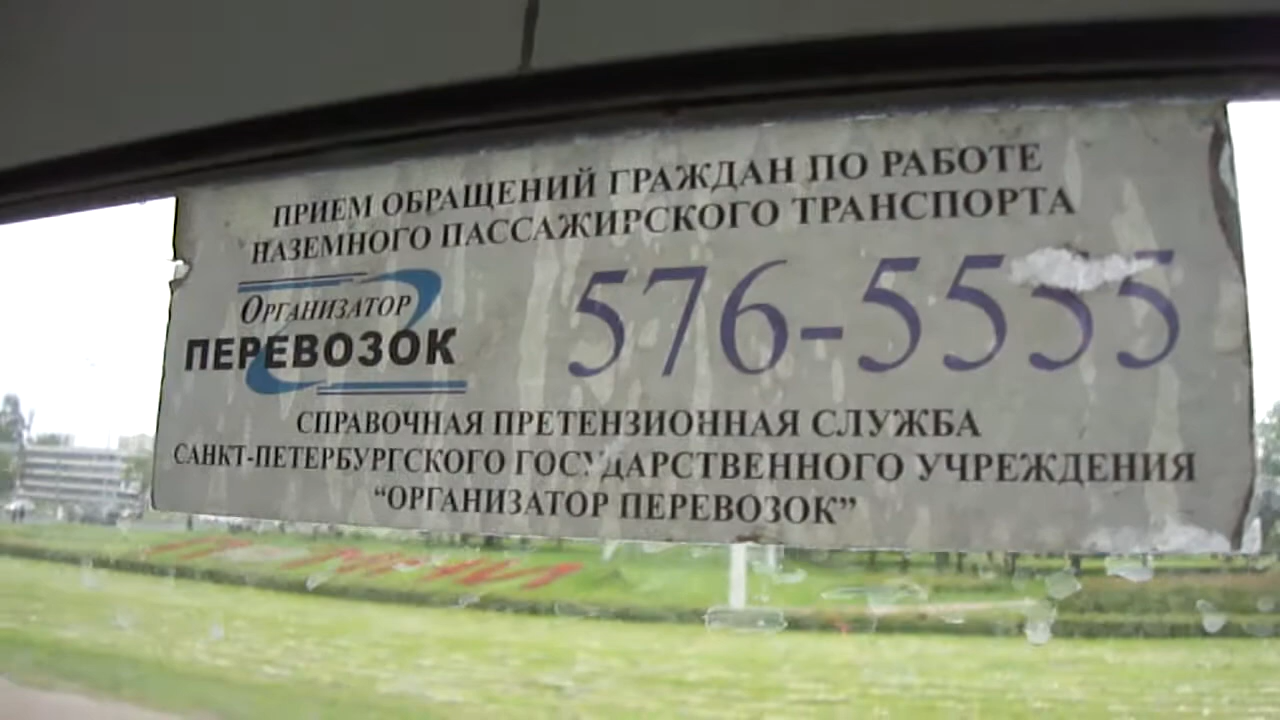 ПРИЕМ ОБРАЩЕНИЙ ГРАЖДАН ПО РАБОТЕ
НАЗЕМНОГО ПАССАЖИРСКОГО ТРАНСПОРТА
ОРГАНИЗАТОР
ПЕРЕВОЗОК
576-5555
СПРАВОЧНАЯ ПРЕТЕНЗИОННАЯ СЛУЖБА
САНКТ-ПЕТЕРБУРГСКОГО ГОСУДАРСТВЕННОГО УЧРЕЖДЕНИЯ
“ОРГАНИЗАТОР ПЕРЕВОЗОК”